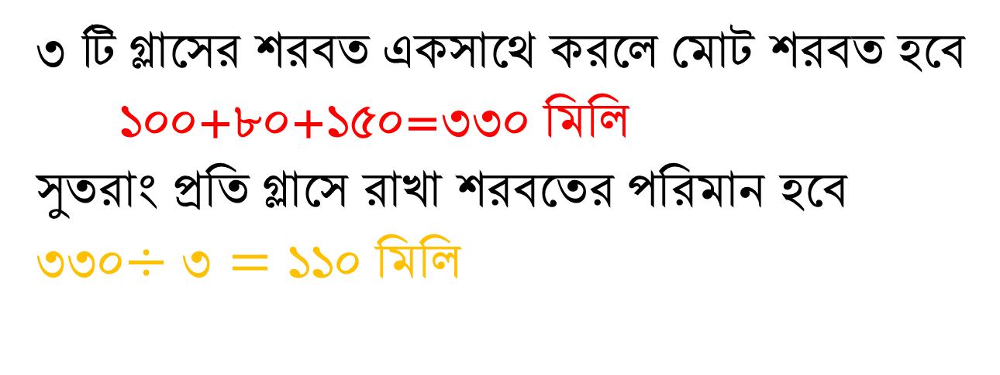 ৩ টি গ্লাসের শরবত একসাথে করলে মোট শরবত হবে
১০০+৮০+১৫০=৩৩০ মিলি
সুতরাং প্রতি গ্লাসে রাখা শরবতের পরিমান হবে
৩৩০÷ ৩ = ১১০ মিলি